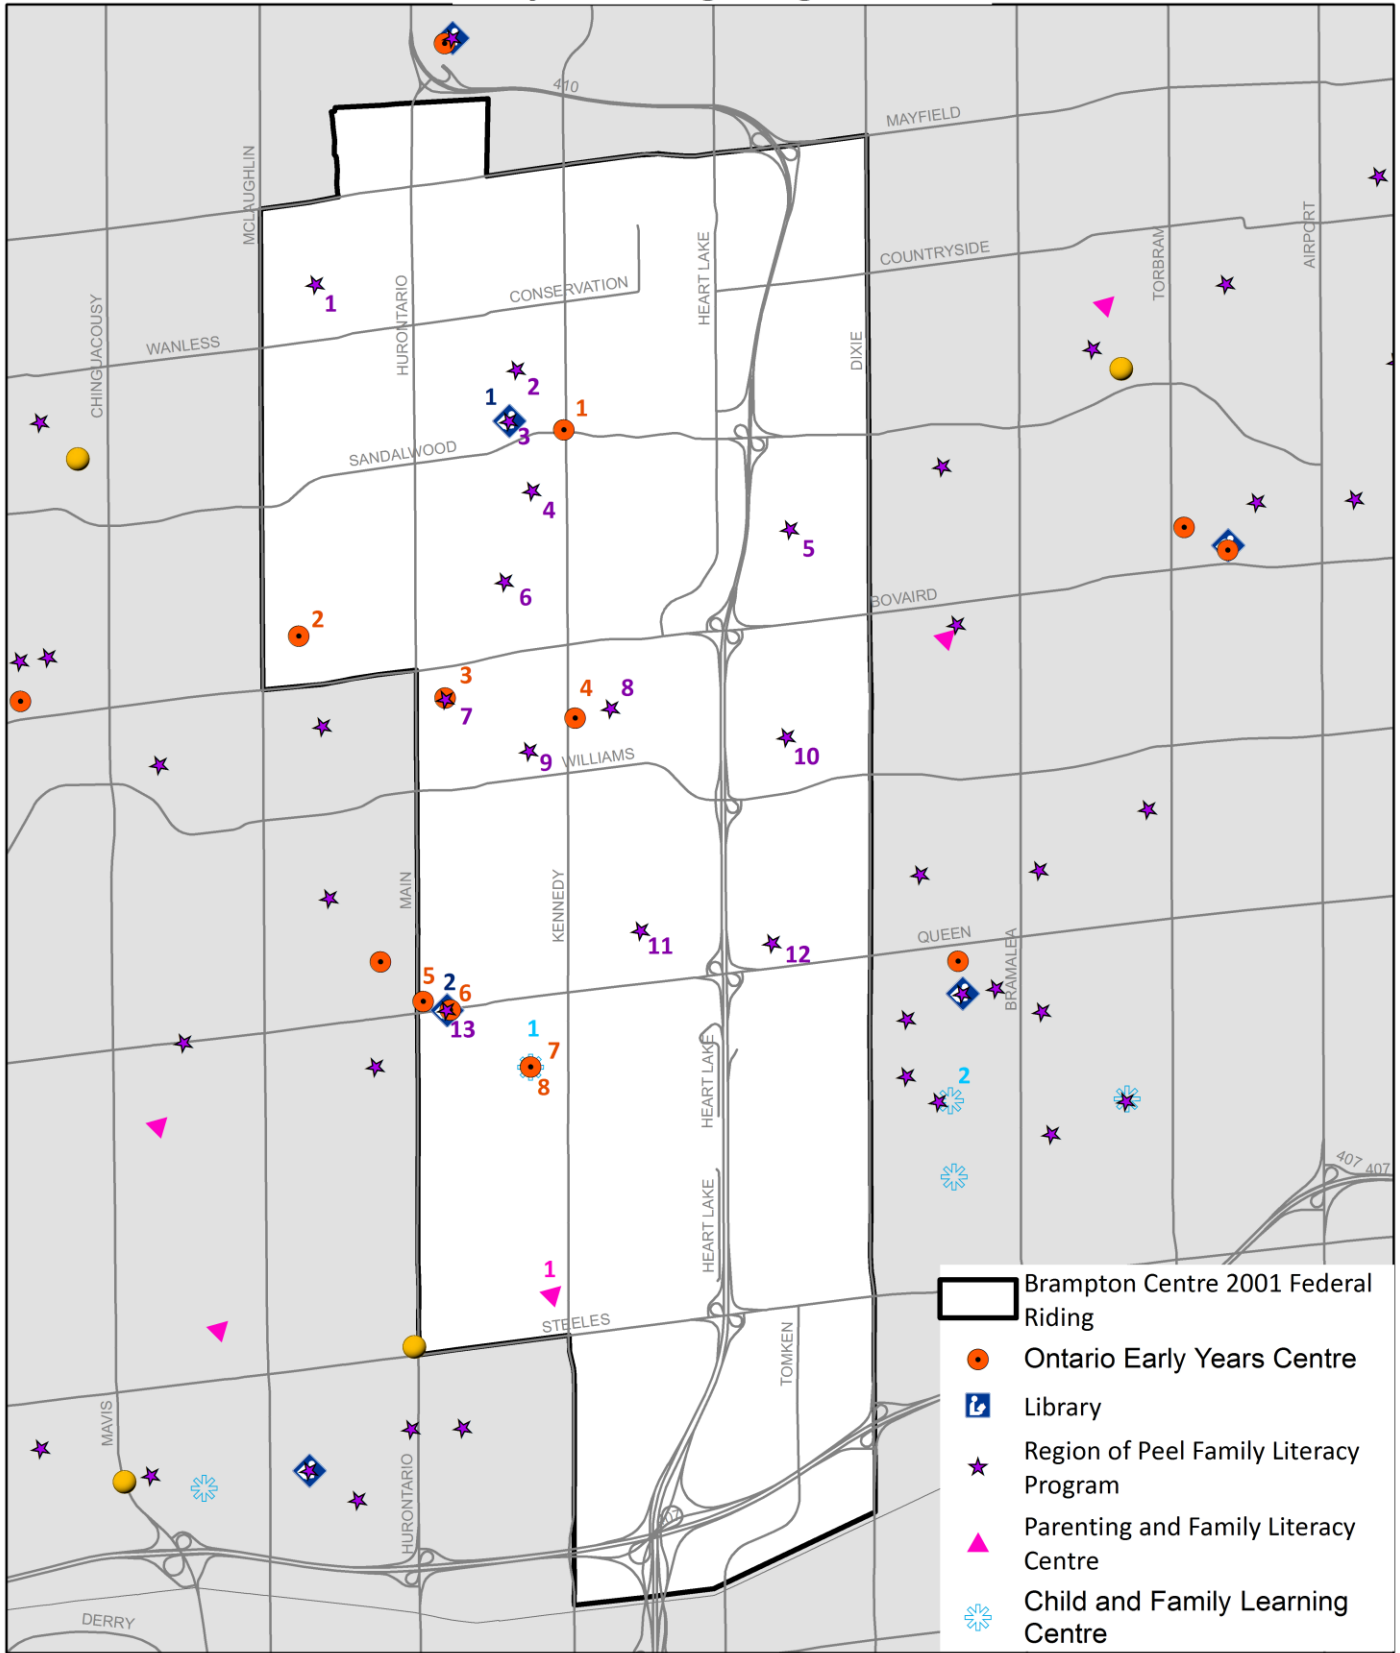 410
MAYFIELD
MCLAUGHLIN
COUNTRYSIDE
TORBRAM
AIRPORT
HEART LAKE
HURONTARIO
CONSERVATION
1
CHINGUACOUSY
WANLESS
DIXIE
2
1
1
3
SANDALWOOD
4
5
6
BOVAIRD
2
3
7
4
8
9
WILLIAMS
10
MAIN
KENNEDY
11
12
QUEEN
BRAMALEA
5
2
6
13
1
7
8
HEART LAKE
2
407
407
HEART LAKE
1
STEELES
TOMKEN
MAVIS
HURONTARIO
DERRY
Brampton Centre 2001 Federal
Riding
Ontario Early Years Centre
Library
Region of Peel Family Literacy
Program
Parenting and Family Literacy
Centre
Child and Family Learning
Centre